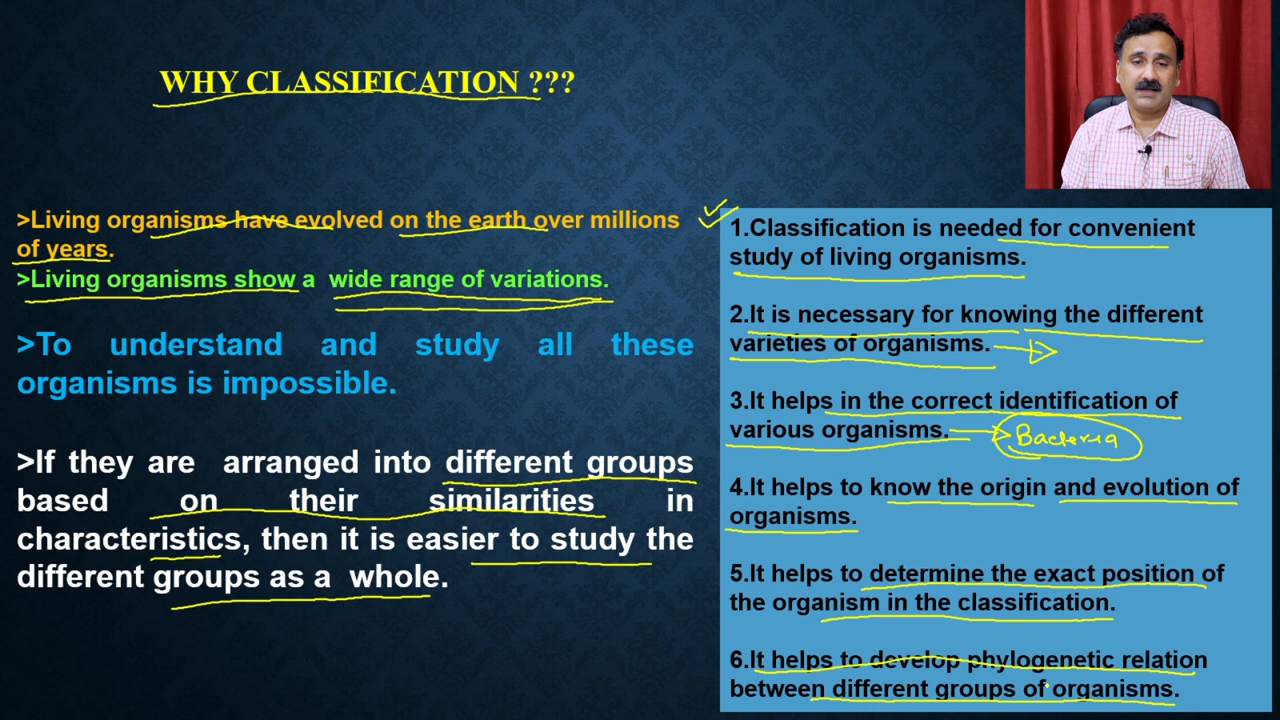 WHY CLASSIFICATION ???
>Living organisms have evolved on the earth over millions
of years.
>Living organisms show a wide range of variations.
>To understand and study all these
organisms is impossible.
>If they are arranged into different groups
based on their similarities in
characteristics, then it is easier to study the
different groups as a whole.
1.Classification is needed for convenient
study of living organisms.
2.It is necessary for knowing the different
varieties of organisms.
3.It helps in the correct identification of
various organisms.
Bacteria
4.It helps to know the origin and evolution of
organisms.
5.It helps to determine the exact position of
the organism in the classification.
6.It helps to develop phylogenetic relation
between different groups of organisms.